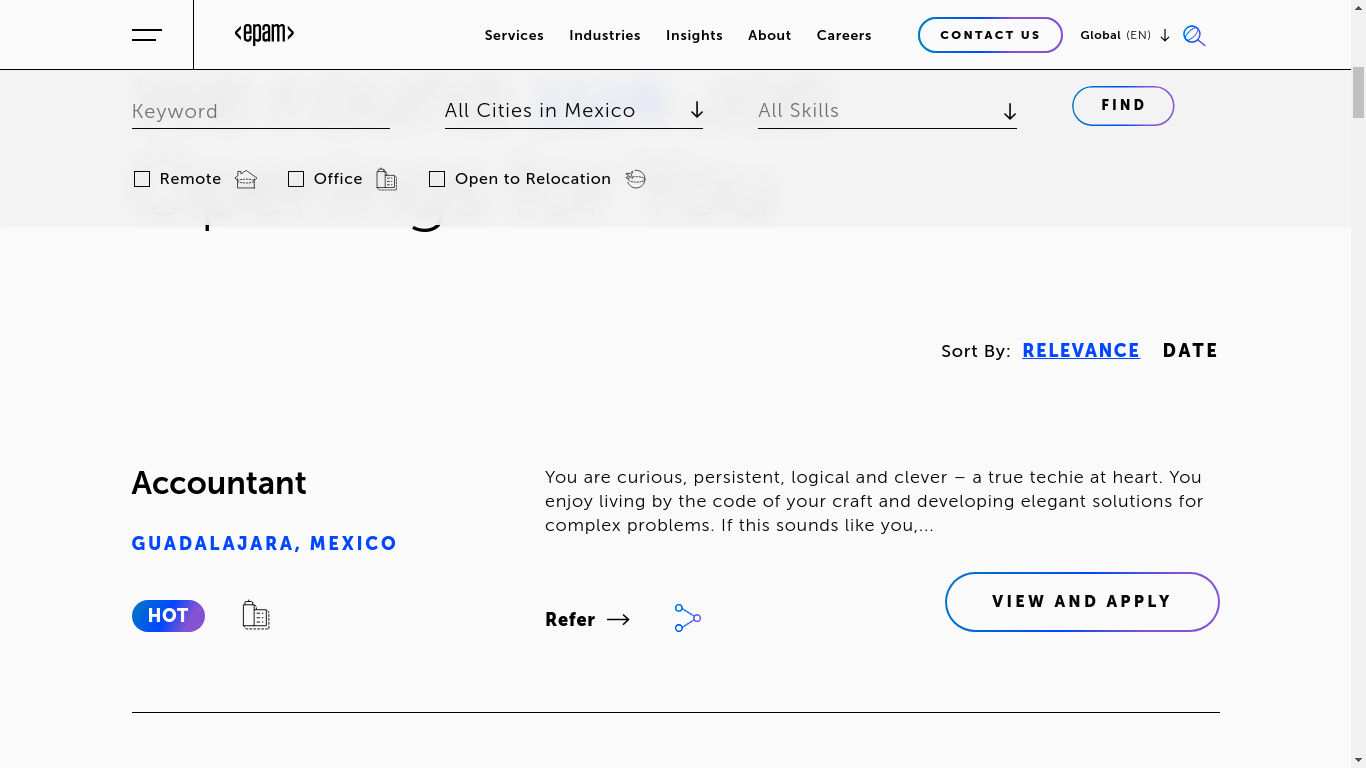 <epam>
Services Industries Insights About Careers
CONTACT US
Global (EN)
Keyword
All Cities in Mexico
All Skills
FIND
Remote
Office
Open to Relocation
Openings for You
Sort By: RELEVANCE DATE
Accountant
You are curious, persistent, logical and clever – a true techie at heart. You
enjoy living by the code of your craft and developing elegant solutions for
complex problems. If this sounds like you,...
GUADALAJARA, MEXICO
HOT
Refer
VIEW AND APPLY